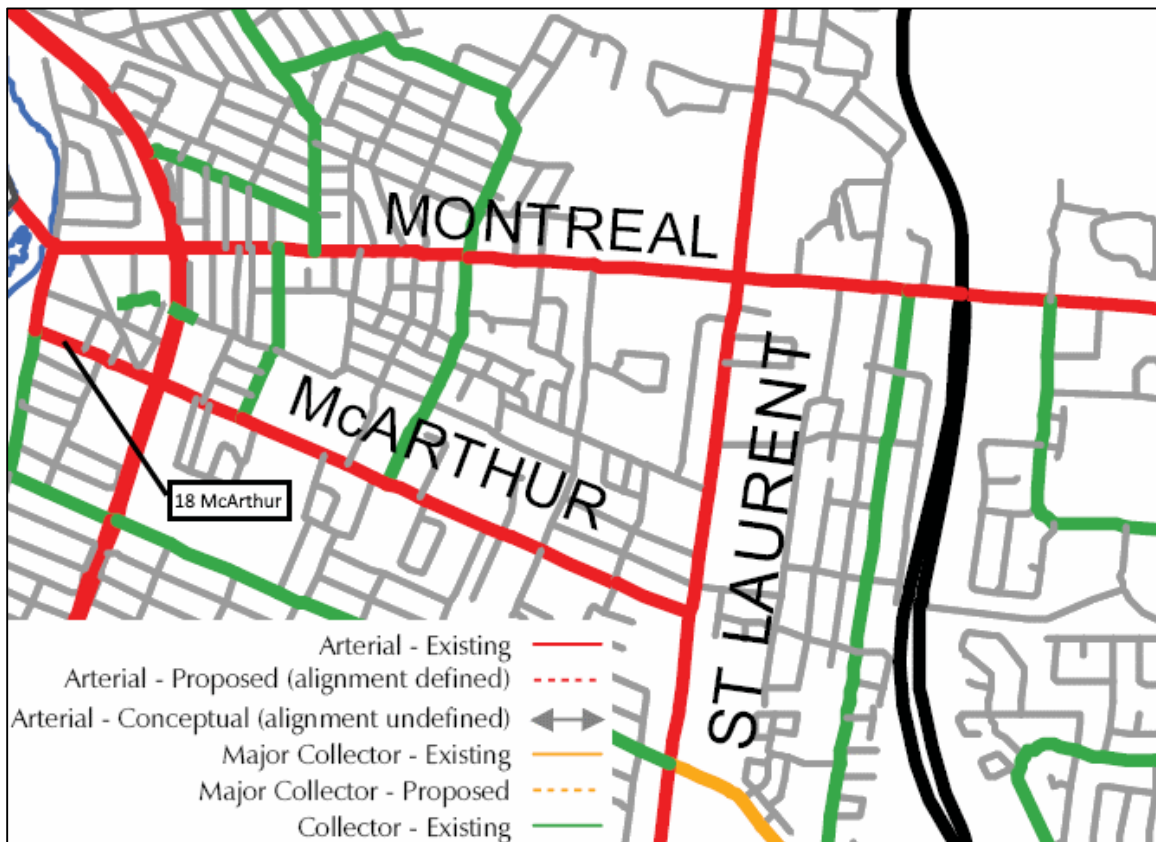 MONTREAL
McARTHUR
ST LAURENT
18 McArthur
Arterial - Existing
Arterial - Proposed (alignment defined)
Arterial - Conceptual (alignment undefined)
Major Collector - Existing
Major Collector - Proposed
Collector - Existing